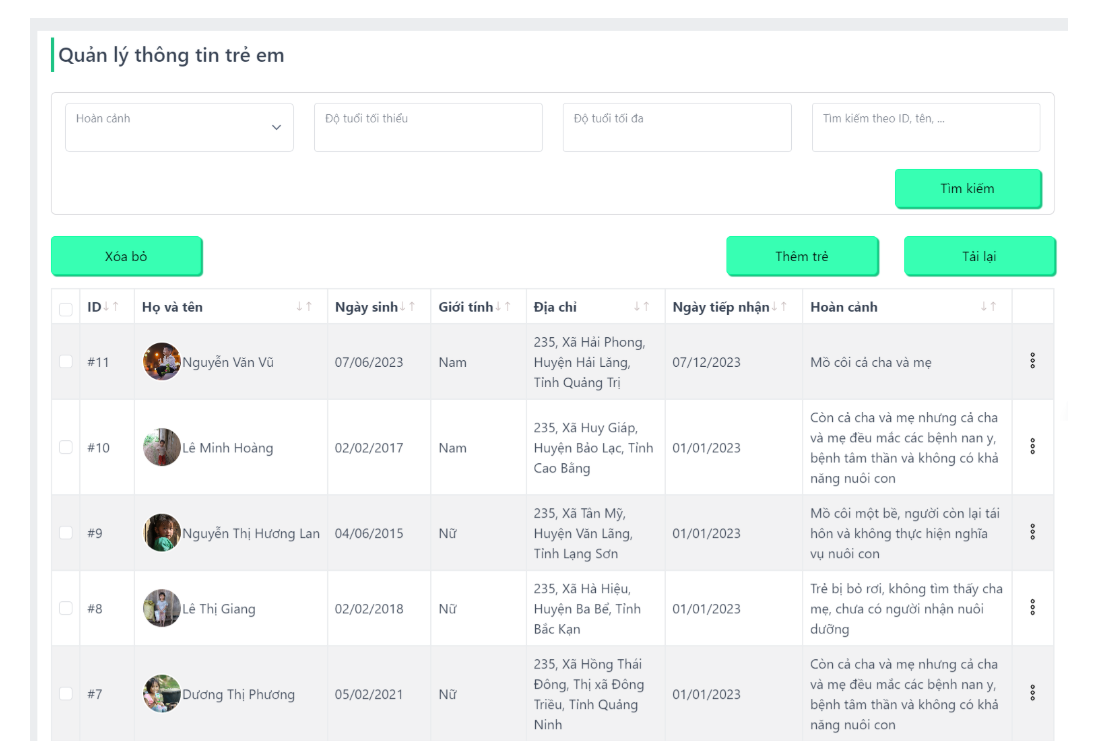 Quản lý thông tin trẻ em
Hoàn cảnh
Độ tuổi tối thiểu
Độ tuổi tối đa
Tìm kiếm theo ID, tên, ...
Tìm kiếm
Xóa bỏ
Thêm trẻ
Tải lại
ID Họ và tên Ngày sinh Giới tính Địa chỉ Ngày tiếp nhận Hoàn cảnh
#11 Nguyễn Văn Vũ 07/06/2023 Nam
235, Xã Hải Phong,
Huyện Hải Lăng,
Tỉnh Quảng Trị
07/12/2023 Mồ côi cả cha và mẹ
#10 Lê Minh Hoàng 02/02/2017 Nam
235, Xã Huy Giáp,
Huyện Bảo Lạc, Tỉnh
Cao Bằng
01/01/2023
Còn cả cha và mẹ nhưng cả cha
và mẹ đều mắc các bệnh nan y,
bệnh tâm thần và không có khả
năng nuôi con
#9 Nguyễn Thị Hương Lan 04/06/2015 Nữ
235, Xã Tân Mỹ,
Huyện Văn Lãng,
Tỉnh Lạng Sơn
01/01/2023
Mồ côi một bề, người còn lại tái
hôn và không thực hiện nghĩa
vụ nuôi con
#8 Lê Thị Giang 02/02/2018 Nữ
235, Xã Hà Hiệu,
Huyện Ba Bể, Tỉnh
Bắc Kạn
01/01/2023
Trẻ bị bỏ rơi, không tìm thấy cha
mẹ, chưa có người nhận nuôi
dưỡng
#7 Dương Thị Phương 05/02/2021 Nữ
235, Xã Hồng Thái
Đông, Thị xã Đông
Triều, Tỉnh Quảng
Ninh
01/01/2023
Còn cả cha và mẹ nhưng cả cha
và mẹ đều mắc các bệnh nan y,
bệnh tâm thần và không có khả
năng nuôi con